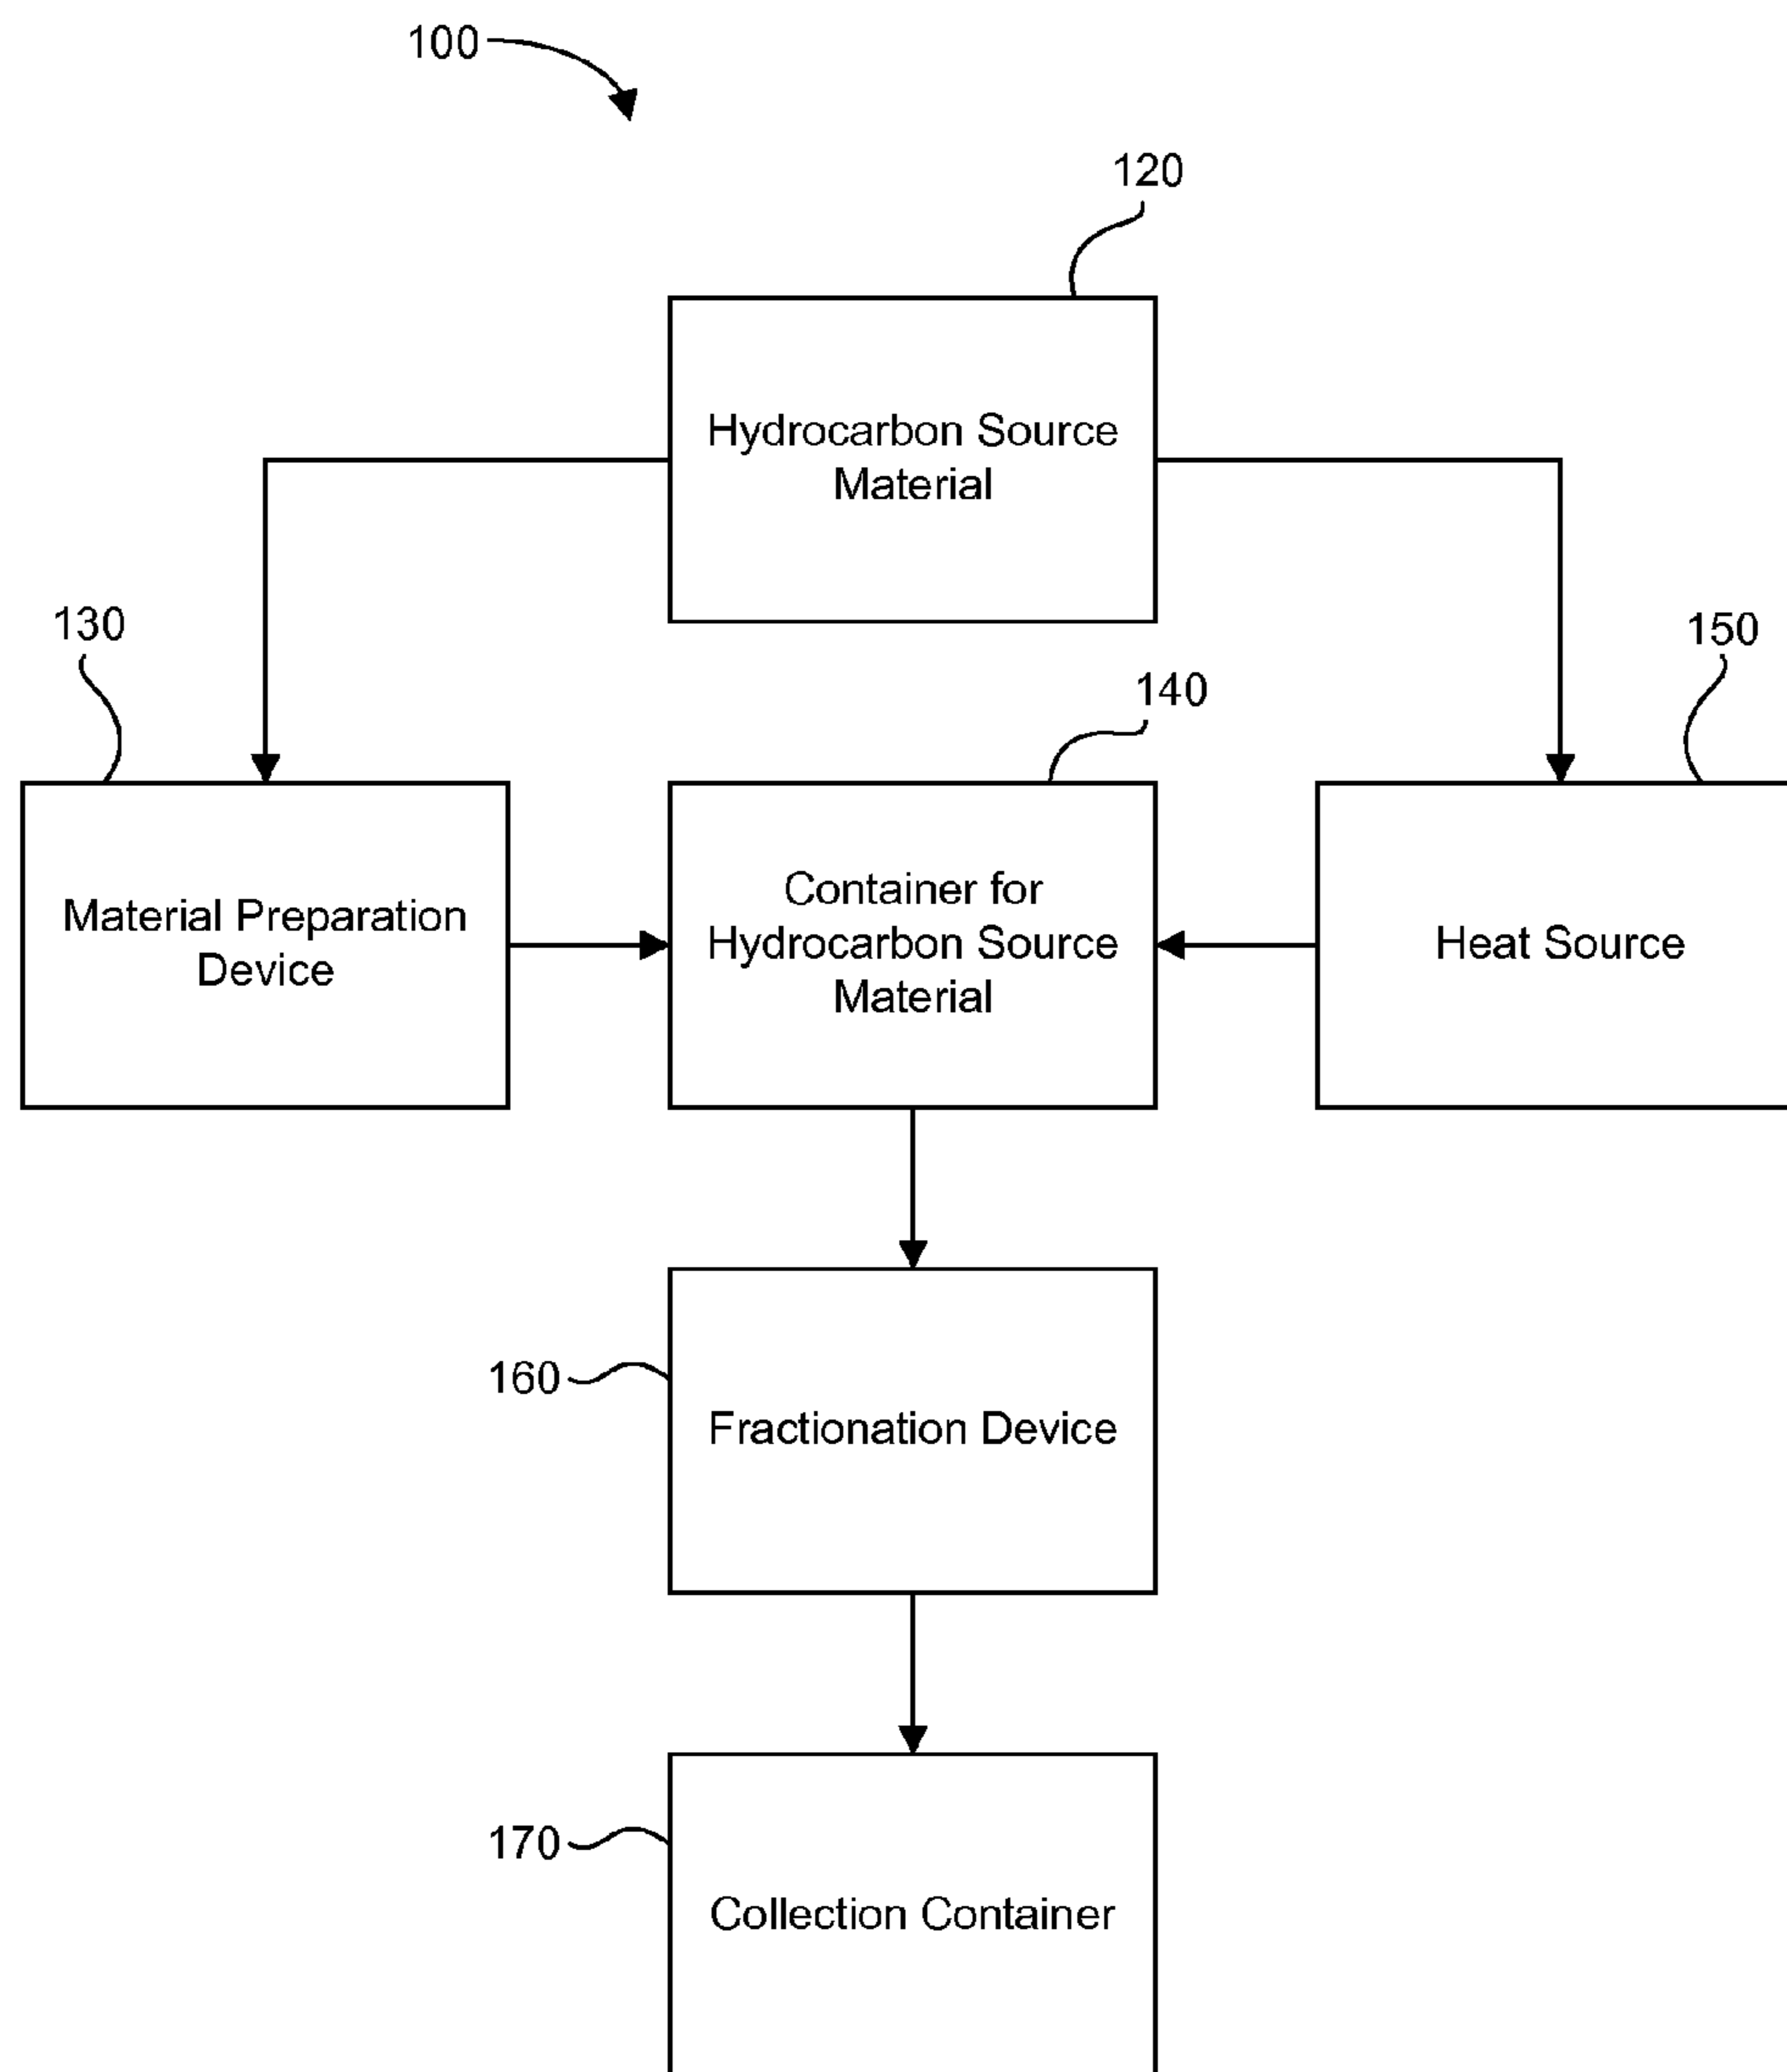 100
120
Hydrocarbon Source
Material
130
150
140
Material Preparation
Device
Container for
Hydrocarbon Source
Material
Heat Source
160
Fractionation Device
170
Collection Container